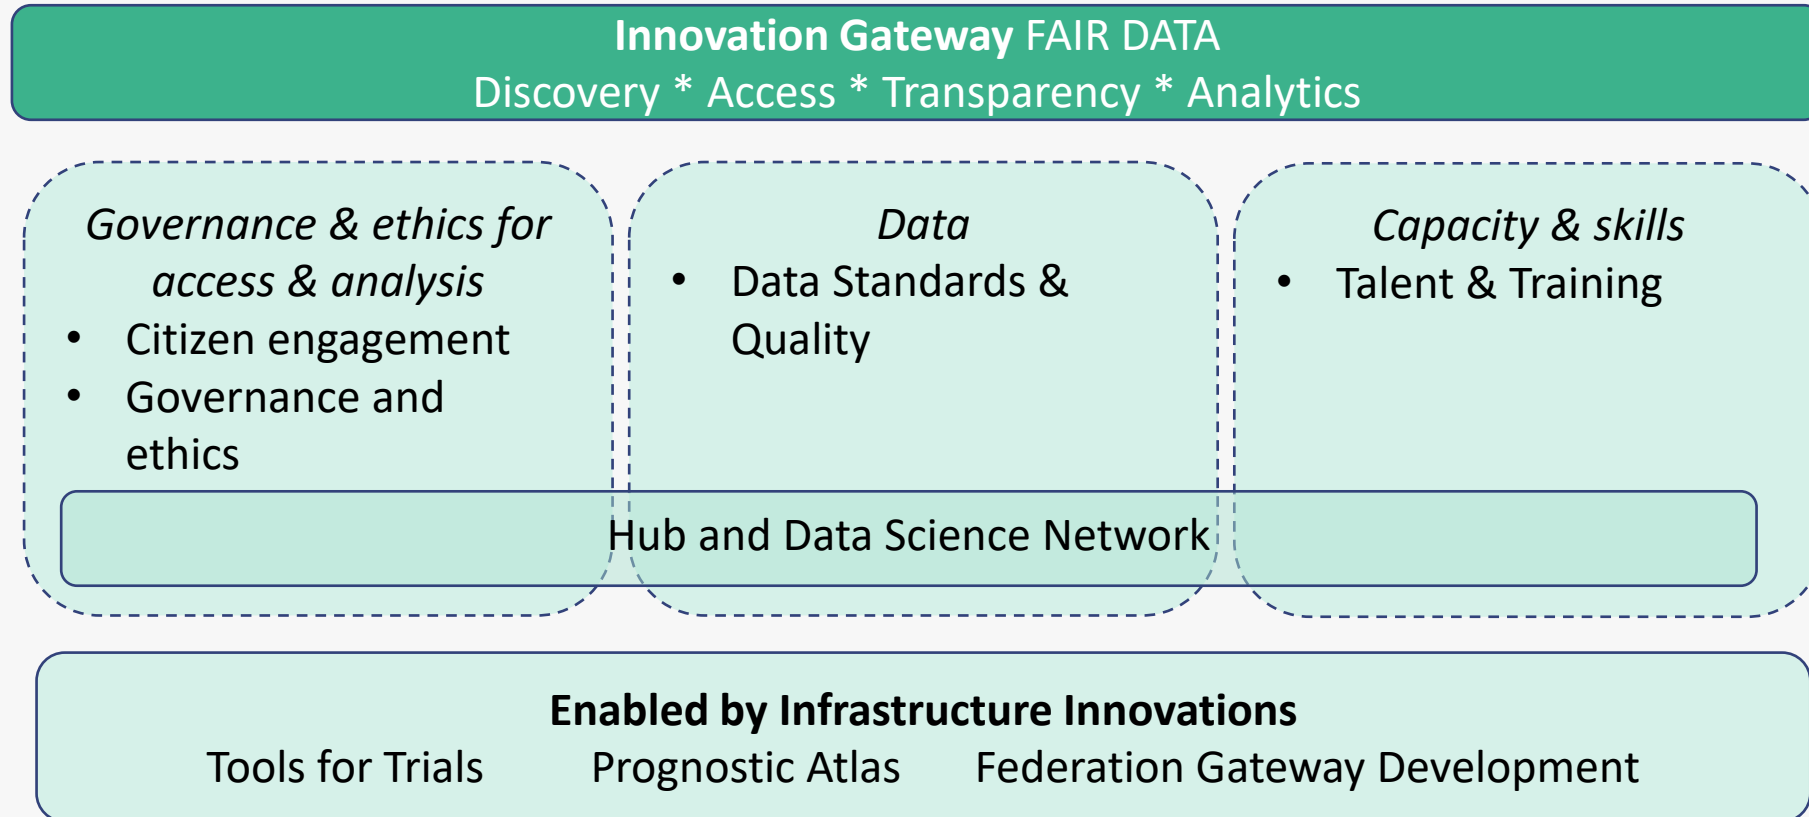 Innovation Gateway FAIR DATA
Discovery * Access * Transparency * Analytics
Governance & ethics for
access & analysis
• Citizen engagement
• Governance and
ethics
Data
• Data Standards &
Quality
Capacity & skills
• Talent & Training
Hub and Data Science Network
Enabled by Infrastructure Innovations
Tools for Trials Prognostic Atlas Federation Gateway Development